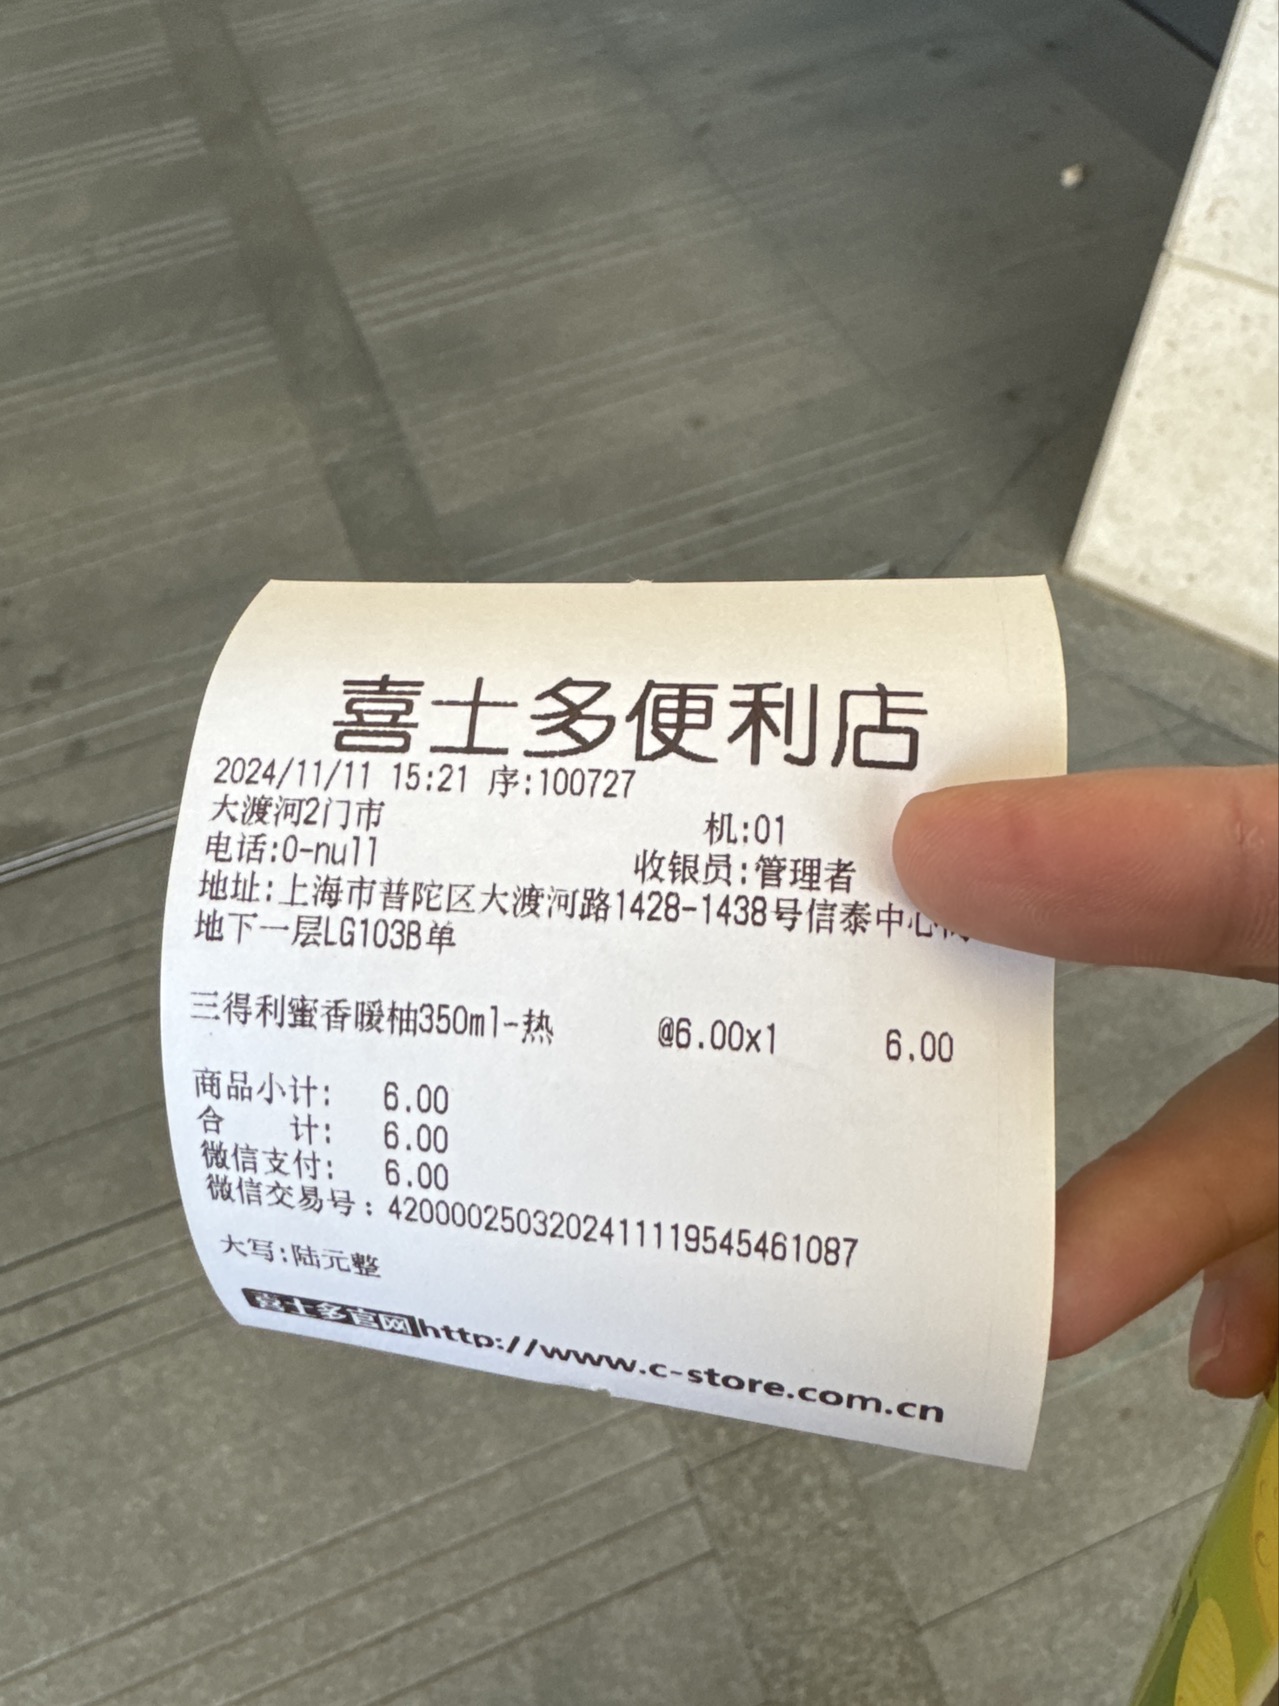 喜士多便利店
2024/11/11 15:21 序:100727
大渡河2门市 机:01
电话:0-null 收银员:管理者
地址:上海市普陀区大渡河路1428-1438号信泰中心
地下一层LG103B单
三得利蜜香暖柚350ml-热 @6.00x1 6.00
商品小计: 6.00
合 计: 6.00
微信支付: 6.00
微信交易号: 4200002503202411119545461087
大写:陆元整
喜士多官网http://www.c-store.com.cn